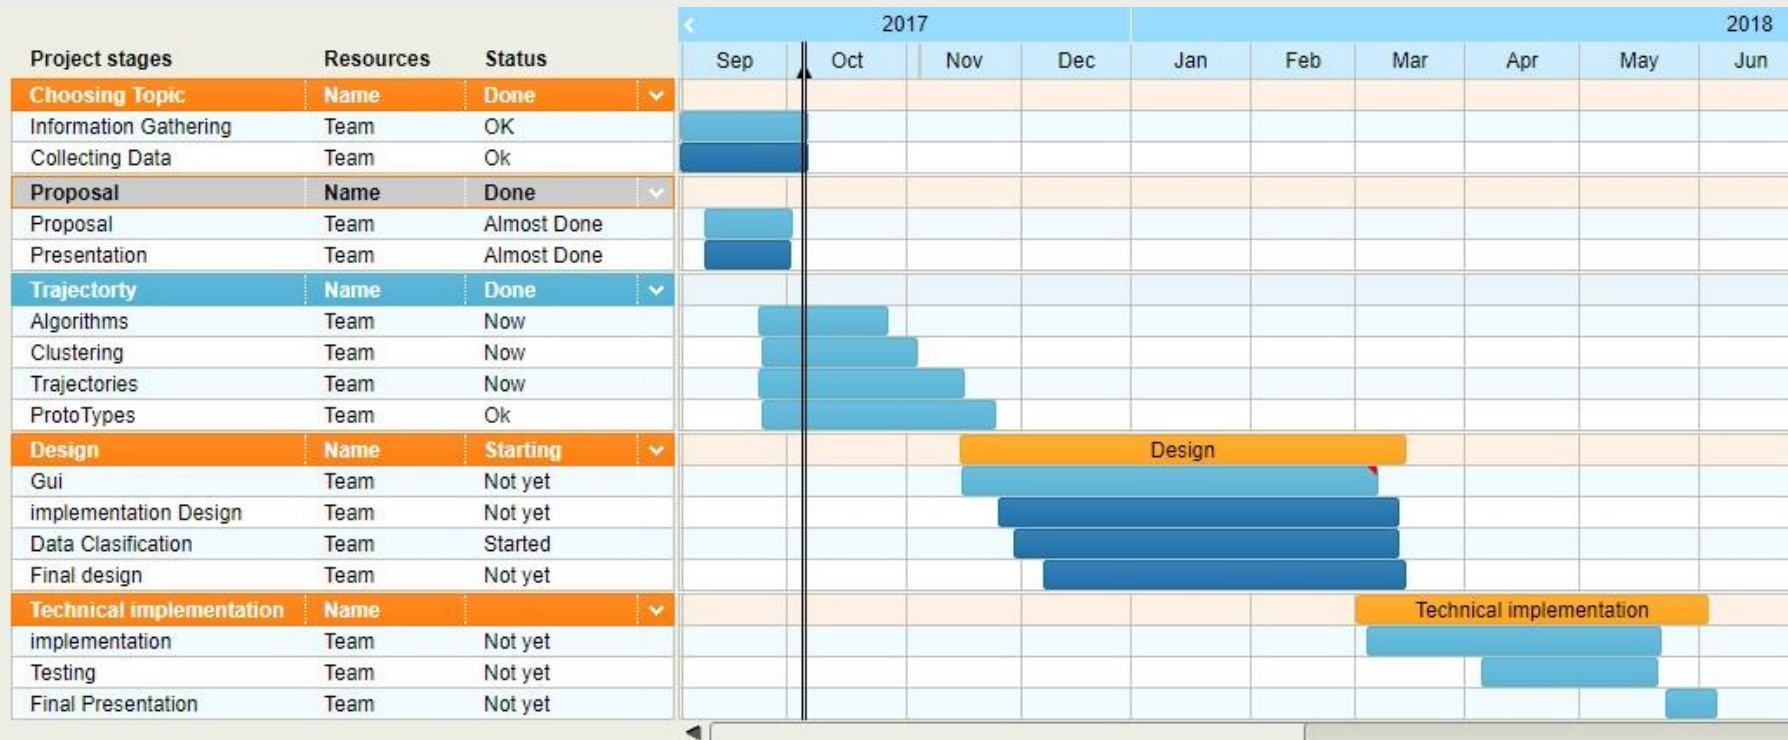 2017 2018
Project stages Resources Status Sep Oct Nov Dec Jan Feb Mar Apr May Jun
Choosing Topic Name Done
Information Gathering Team OK
Collecting Data Team Ok
Proposal Name Done
Proposal Team Almost Done
Presentation Team Almost Done
Trajectorty Name Done
Algorithms Team Now
Clustering Team Now
Trajectories Team Now
ProtoTypes Team Ok
Design Name Starting Design
Gui Team Not yet
implementation Design Team Not yet
Data Clasification Team Started
Final design Team Not yet
Technical implementation Name Technical implementation
implementation Team Not yet
Testing Team Not yet
Final Presentation Team Not yet